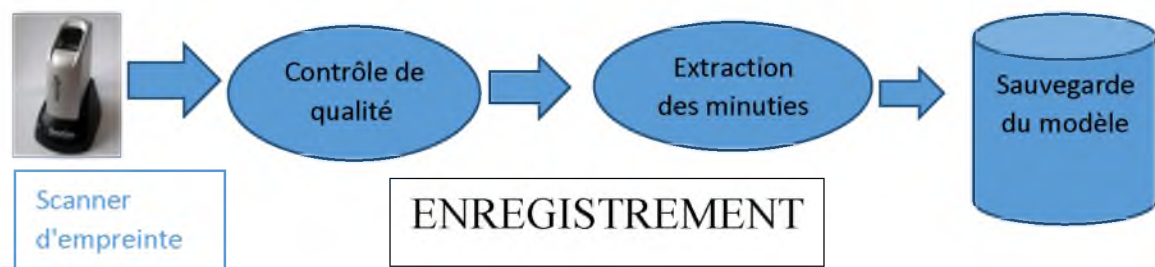 Contrôle de
qualité
Extraction
des minuties
Sauvegarde
du modèle
Scanner
d'empreinte
ENREGISTREMENT